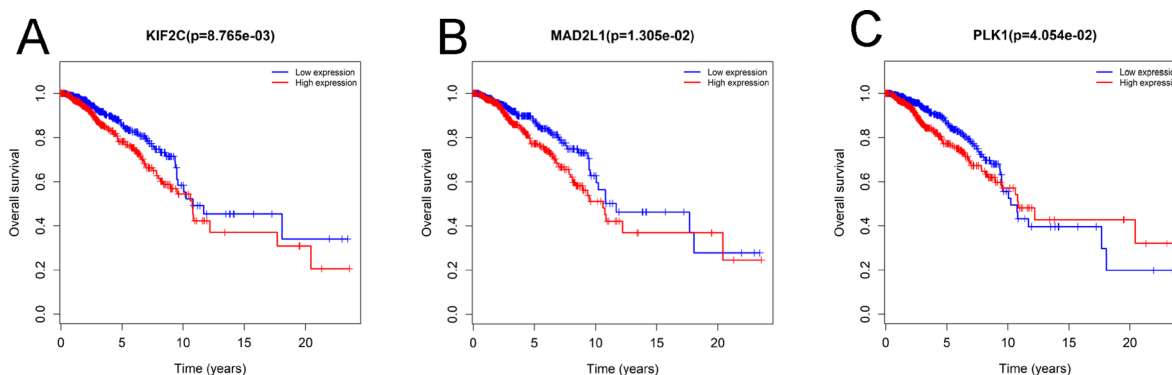 A
KIF2C(p=8.765e-03)
Low expression
High expression
Overall survival
1.0
0.8
0.6
0.4
0.2
0.0
0 5 10 15 20
Time (years)
B
MAD2L1(p=1.305e-02)
Low expression
High expression
Overall survival
1.0
0.8
0.6
0.4
0.2
0.0
0 5 10 15 20
Time (years)
C
PLK1(p=4.054e-02)
Low expressio
High expressio
Overall survival
1.0
0.8
0.6
0.4
0.2
0.0
0 5 10 15 20
Time (years)